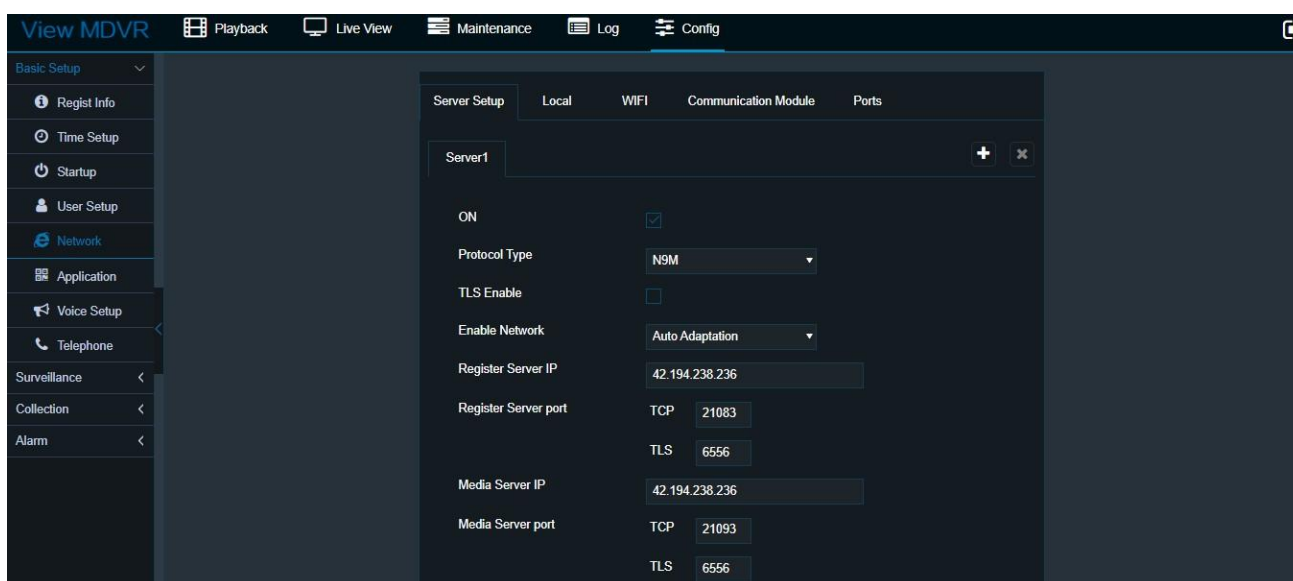 View MDVR Playback Live View Maintenance Log Config
Basic Setup
Regist Info
Time Setup
Startup
User Setup
Network
Application
Voice Setup
Telephone
Surveillance
Collection
Alarm
Server Setup Local WIFI Communication Module Ports
Server1
ON
Protocol Type N9M
TLS Enable
Enable Network Auto Adaptation
Register Server IP 42.194.238.236
Register Server port TCP 21083
TLS 6556
Media Server IP 42.194.238.236
Media Server port TCP 21093
TLS 6556